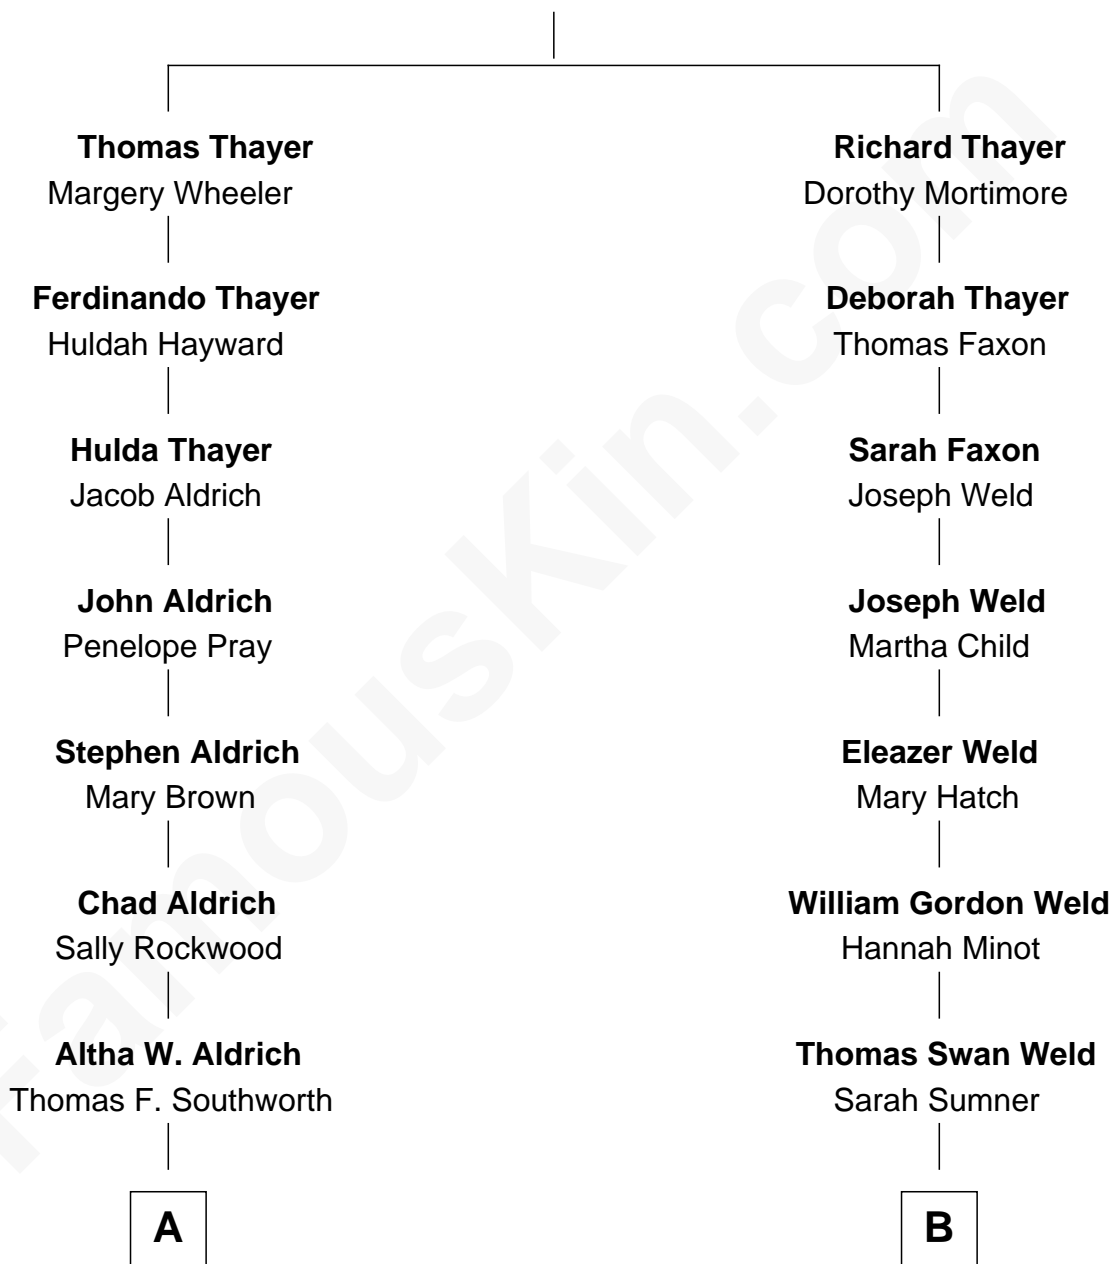 Thomas Thayer
Margery Wheeler
Ferdinando Thayer
Huldah Hayward
Hulda Thayer
Jacob Aldrich
John Aldrich
Penelope Pray
Stephen Aldrich
Mary Brown
Chad Aldrich
Sally Rockwood
Altha W. Aldrich
Thomas F. Southworth
A
Richard Thayer
Dorothy Mortimore
Deborah Thayer
Thomas Faxon
Sarah Faxon
Joseph Weld
Joseph Weld
Martha Child
Eleazer Weld
Mary Hatch
William Gordon Weld
Hannah Minot
Thomas Swan Weld
Sarah Sumner
B
FamousKin.com